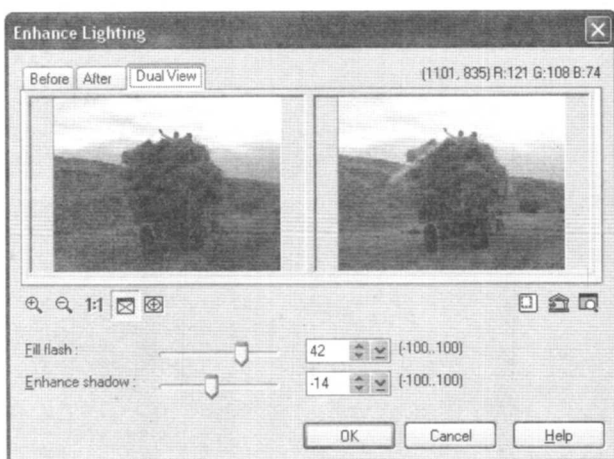 Enhance Lighting
Before After Dual View (1101, 835) R:121 G:108 B:74
1:1
Fill flash : 42 (-100..100)
Enhance shadow : -14 (-100..100)
OK Cancel Help